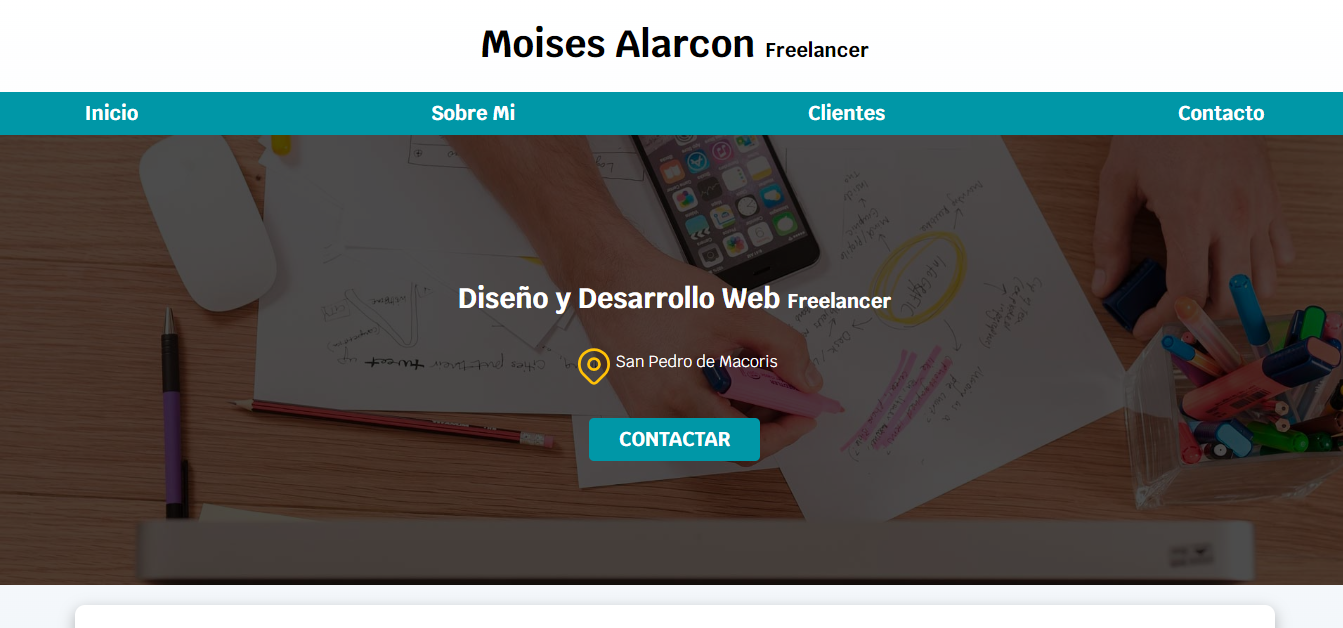 Moises Alarcon Freelancer
Inicio Sobre Mi Clientes Contacto
Diseño y Desarrollo Web Freelancer
San Pedro de Macoris
CONTACTAR